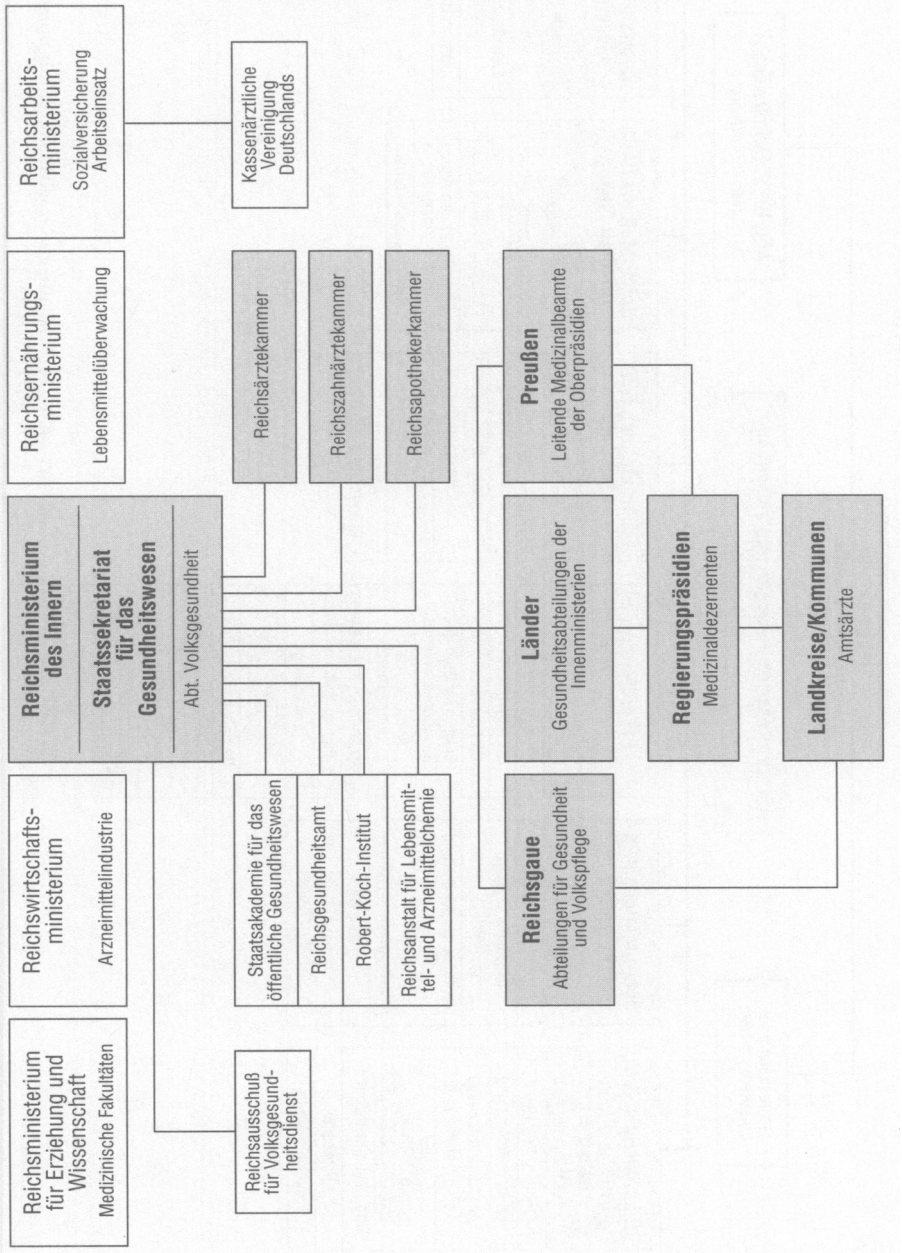 Reichsministerium
für Erziehung und
Wissenschaft
Medizinische Fakultäten
Reichswirtschafts-
ministerium
Arzneimittelindustrie
Reichsministerium
des Innern
Staatssekretariat
für das
Gesundheitswesen
Abt. Volksgesundheit
Reichsernährungs-
ministerium
Lebensmittelüberwachung
Reichsarbeits-
ministerium
Sozialversicherung
Arbeitseinsatz
Reichsausschuß
für Volksgesund-
heitsdienst
Staatsakademie für das
öffentliche Gesundheitswesen
Reichsgesundheitsamt
Robert-Koch-Institut
Reichsanstalt für Lebensmit-
tel- und Arzneimittelchemie
Reichsärztekammer
Reichszahnärztekammer
Reichsapothekerkammer
Kassenärztliche
Vereinigung
Deutschlands
Reichsgaue
Abteilungen für Gesundheit
und Volkspflege
Länder
Gesundheitsabteilungen der
Innenministerien
Preußen
Leitende Medizinalbeamte
der Oberpräsidien
Regierungspräsidien
Medizinaldezernenten
Landkreise/Kommunen
Amtsärzte